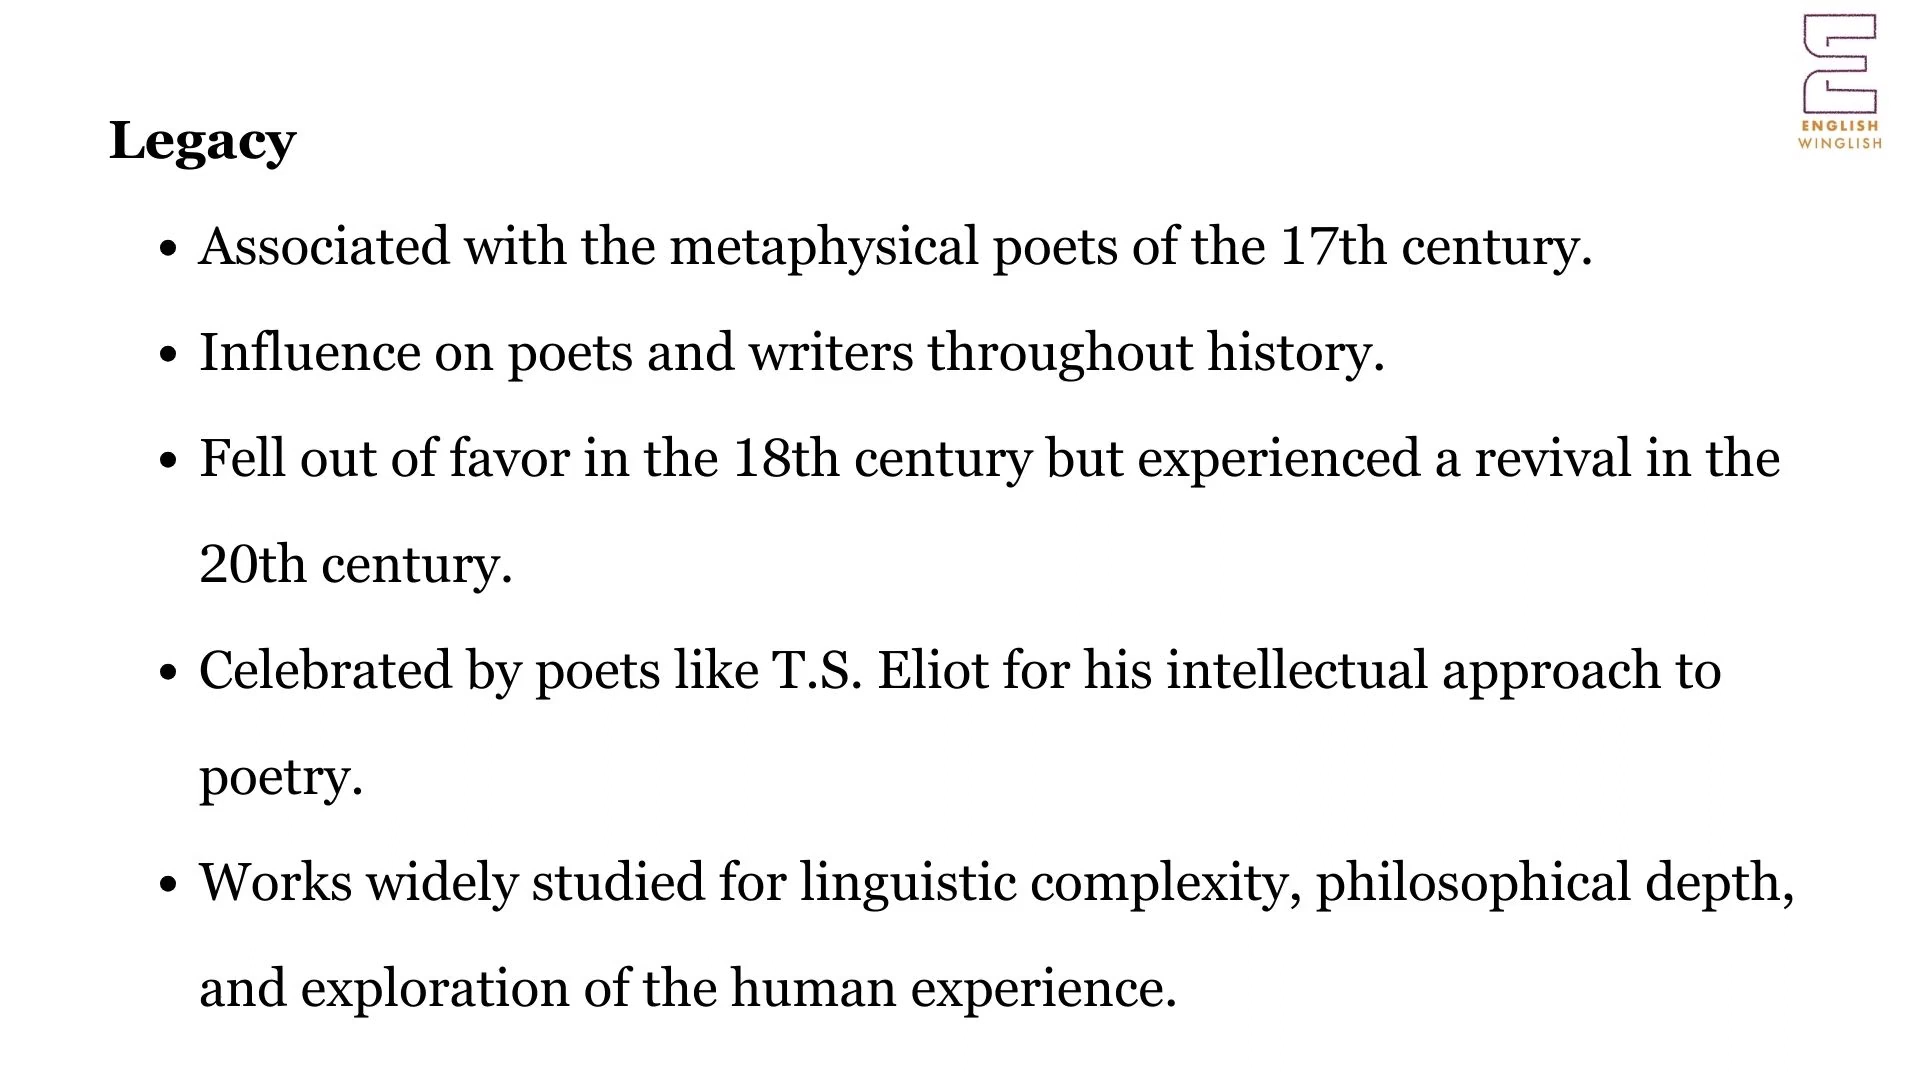 ENGLISH
WINGLISH
Legacy
• Associated with the metaphysical poets of the 17th century.
• Influence on poets and writers throughout history.
• Fell out of favor in the 18th century but experienced a revival in the
20th century.
• Celebrated by poets like T.S. Eliot for his intellectual approach to
poetry.
• Works widely studied for linguistic complexity, philosophical depth,
and exploration of the human experience.